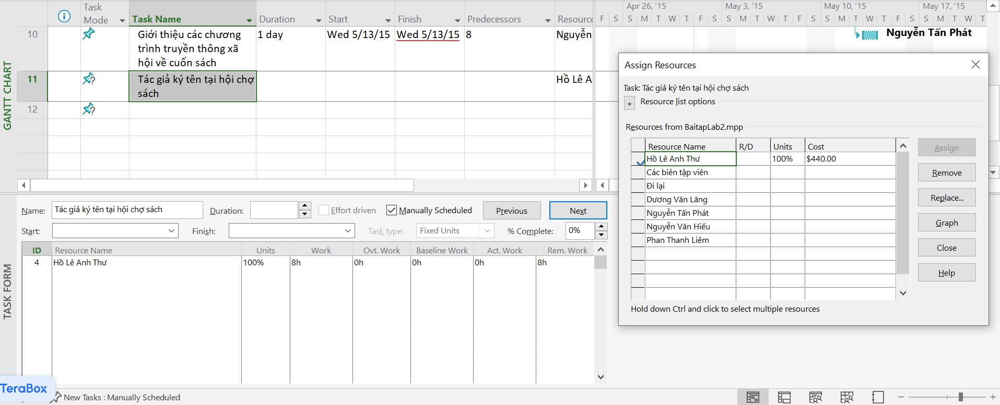 Task
Mode
Task Name
Duration
Start
Finish
Predecessors
Resource
Apr 26, '15
May 3, '15
May 10, '15
May 17, '15
F S S M T W T F S S M T W T F S S M T W T F S S M T W T
10
Giới thiệu các chương
trình truyền thông xã
hội về cuốn sách
1 day
Wed 5/13/15
Wed 5/13/15
8
Nguyễn
Nguyễn Tấn Phát
11
Tác giả ký tên tại hội chợ
sách
Hồ Lê A
12
GANTT CHART
Assign Resources
Task: Tác giả ký tên tại hội chợ sách
+ Resource list options
Resources from BaitapLab2.mpp
Resource Name R/D Units Cost
Hồ Lê Anh Thư 100% $440.00
Các biên tập viên
Đi lại
Dương Văn Lăng
Nguyễn Tấn Phát
Nguyễn Văn Hiếu
Phan Thanh Liêm
Assign
Remove
Replace...
Graph
Close
Help
Hold down Ctrl and click to select multiple resources
Name: Tác giả ký tên tại hội chợ sách Duration: Effort driven Manually Scheduled Previous Next
Start: Finish: Task type: Fixed Units % Complete: 0%
ID Resource Name Units Work Ovt. Work Baseline Work Act. Work Rem. Work
4 Hồ Lê Anh Thư 100% 8h 0h 0h 0h 8h
TASK FORM
TeraBox
New Tasks : Manually Scheduled